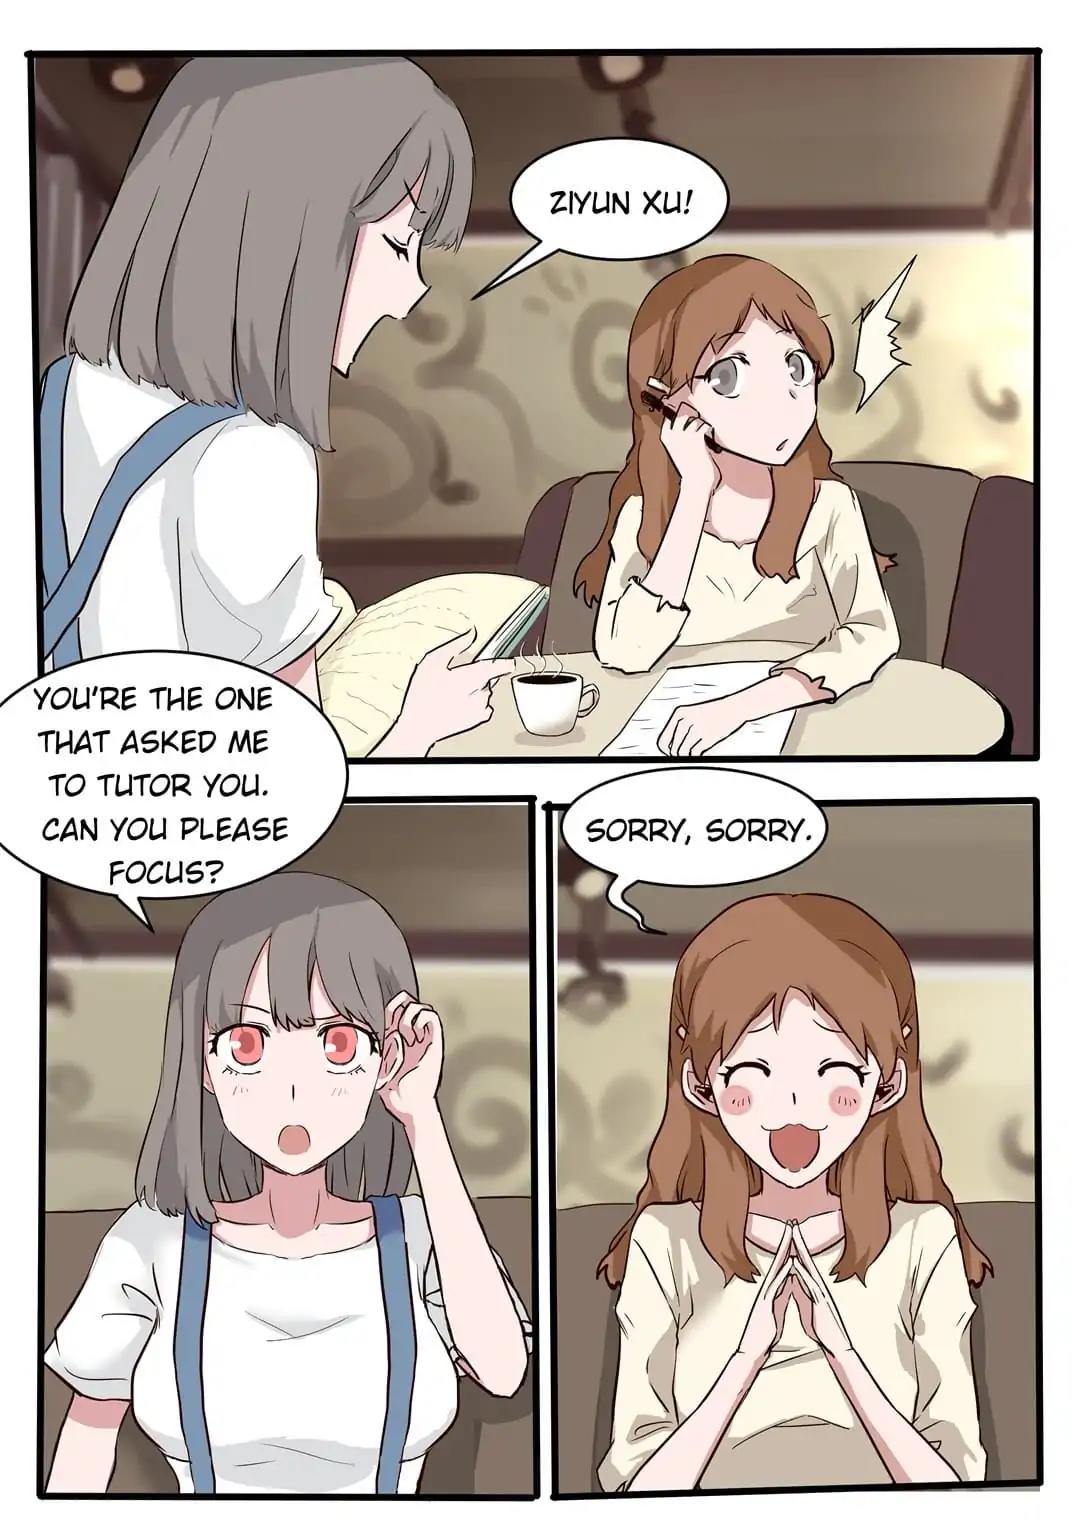 ZIYUN XU!
YOU'RE THE ONE
THAT ASKED ME
TO TUTOR YOU.
CAN YOU PLEASE
FOCUS?
SORRY, SORRY.